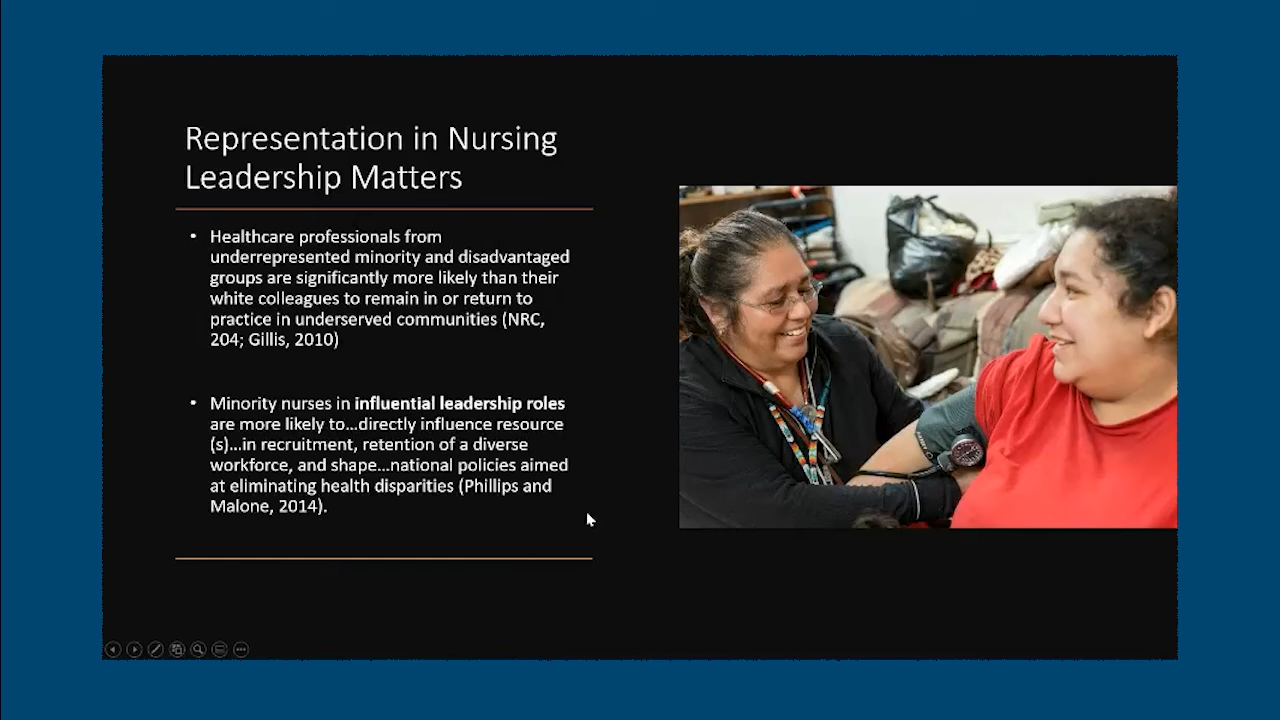 Representation in Nursing
Leadership Matters
• Healthcare professionals from
underrepresented minority and disadvantaged
groups are significantly more likely than their
white colleagues to remain in or return to
practice in underserved communities (NRC,
204; Gillis, 2010)
• Minority nurses in influential leadership roles
are more likely to…directly influence resource
(s)…in recruitment, retention of a diverse
workforce, and shape…national policies aimed
at eliminating health disparities (Phillips and
Malone, 2014).